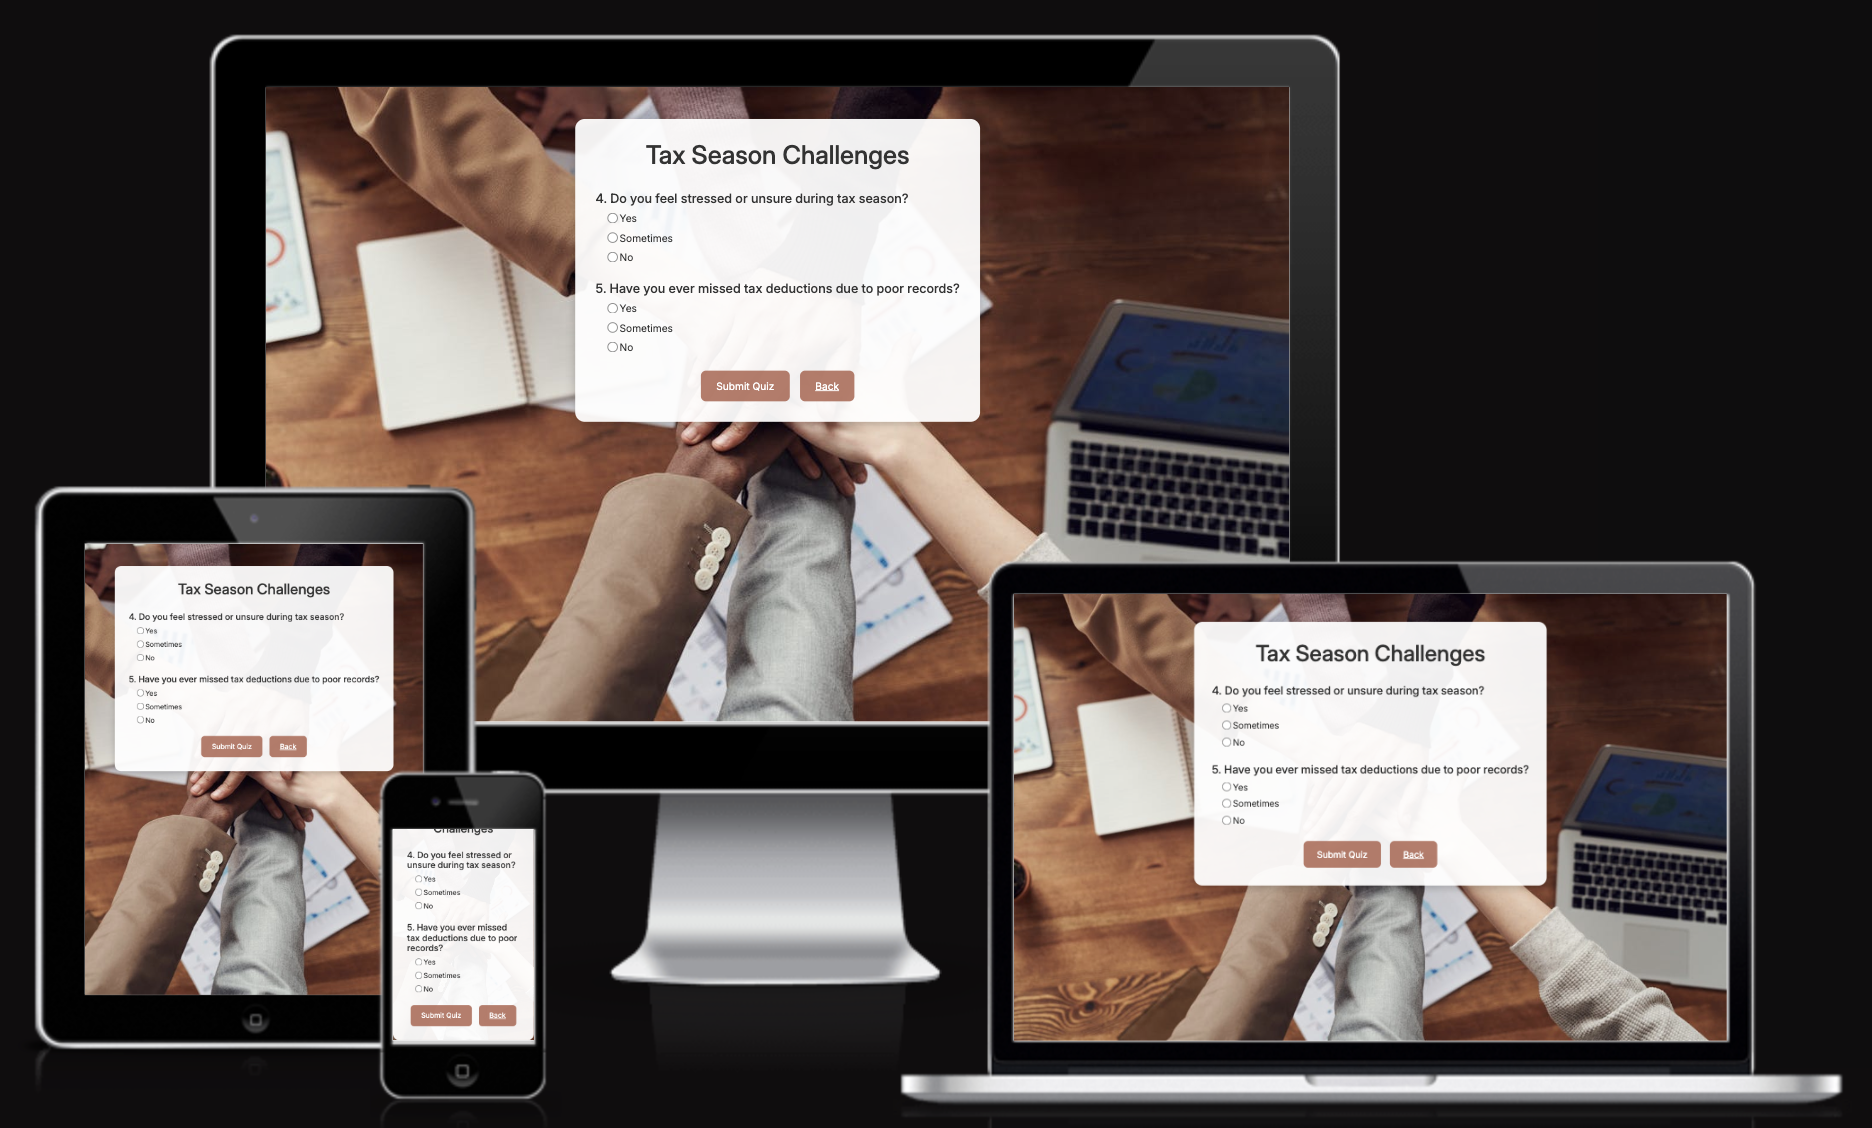 Tax Season Challenges
4. Do you feel stressed or unsure during tax season?
Yes
Sometimes
No
5. Have you ever missed tax deductions due to poor records?
Yes
Sometimes
No
Submit Quiz Back
Tax Season Challenges
4. Do you feel stressed or unsure during tax season?
Yes
Sometimes
No
5. Have you ever missed tax deductions due to poor records?
Yes
Sometimes
No
Submit Quiz Back
Challenges
4. Do you feel stressed or
unsure during tax season?
Yes
Sometimes
No
5. Have you ever missed
tax deductions due to poor
records?
Yes
Sometimes
No
Submit Quiz Back
Tax Season Challenges
4. Do you feel stressed or unsure during tax season?
Yes
Sometimes
No
5. Have you ever missed tax deductions due to poor records?
Yes
Sometimes
No
Submit Quiz Back